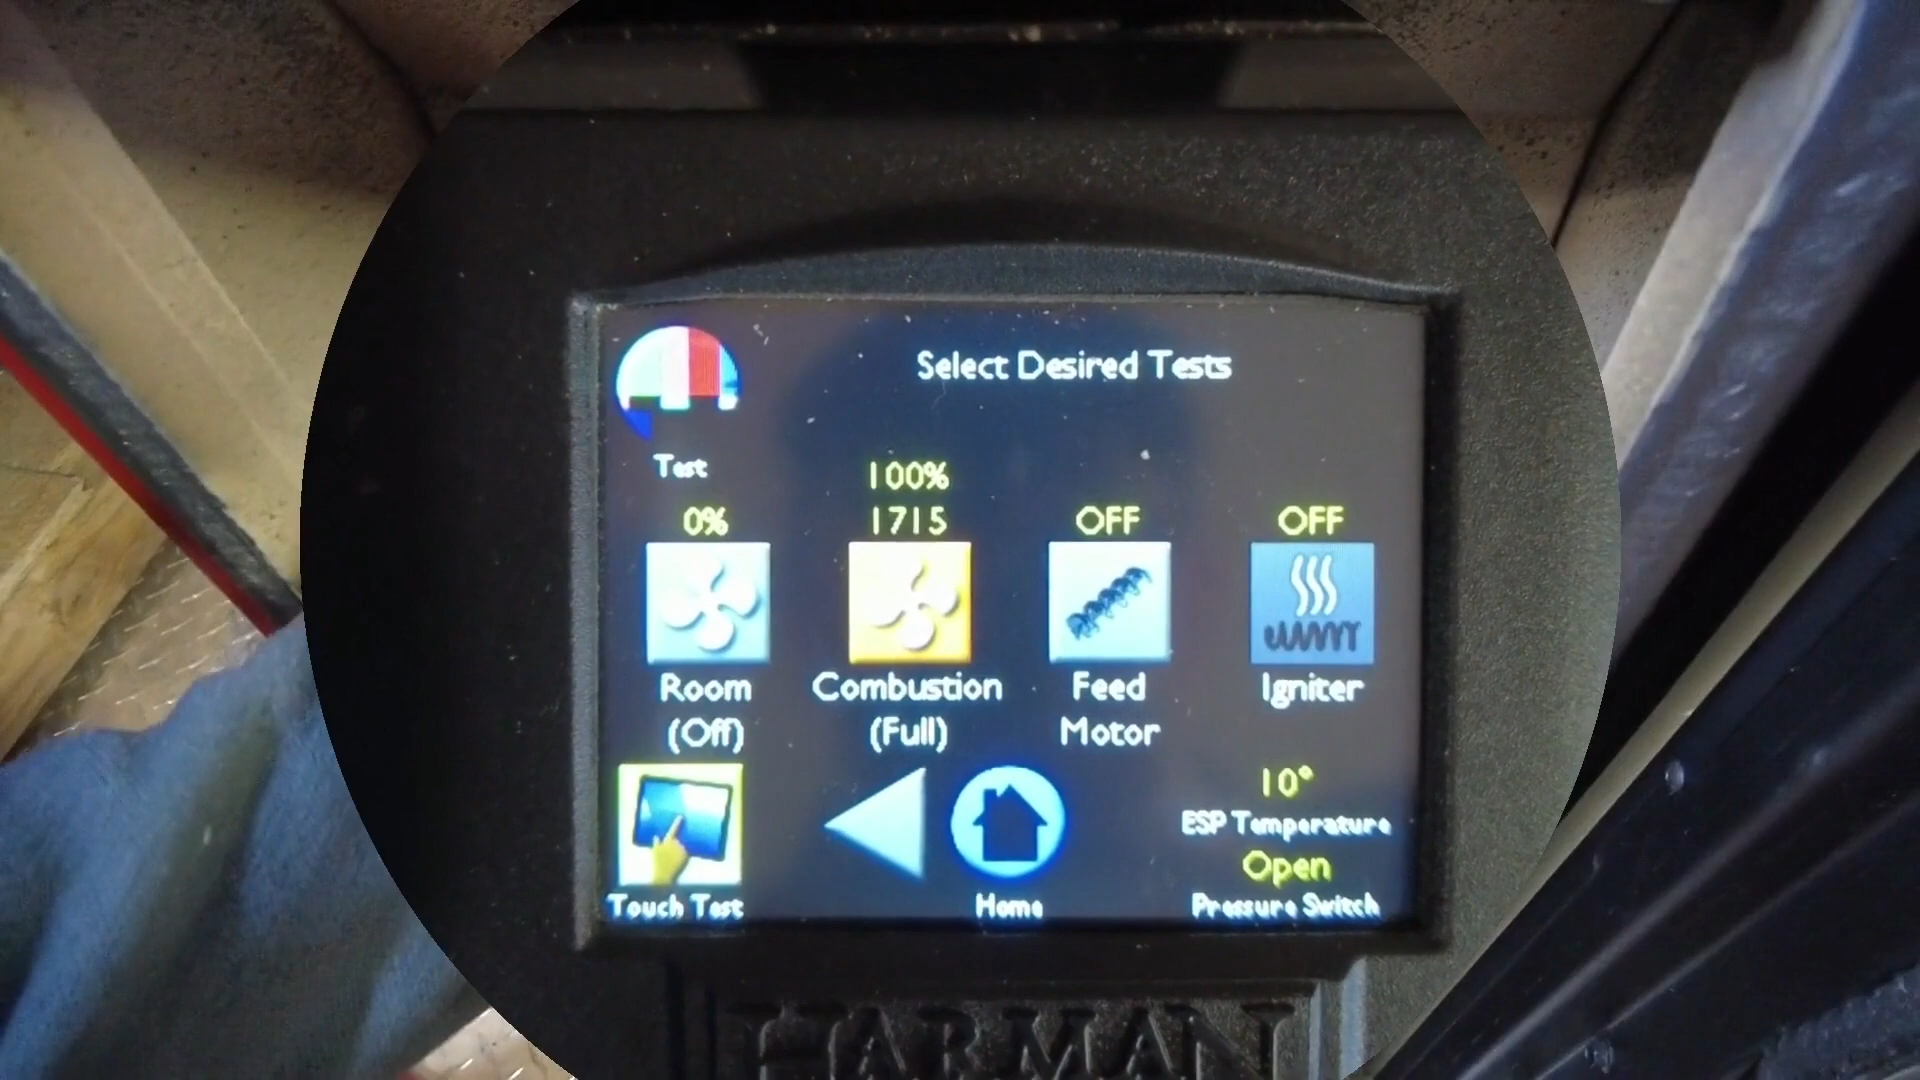 Select Desired Tests
Test
100%
0% 1715 OFF OFF
Room Combustion Feed Igniter
(Off) (Full) Motor
10°
ESP Temperature
Open
Touch Test Home Pressure Switch
HARMAN